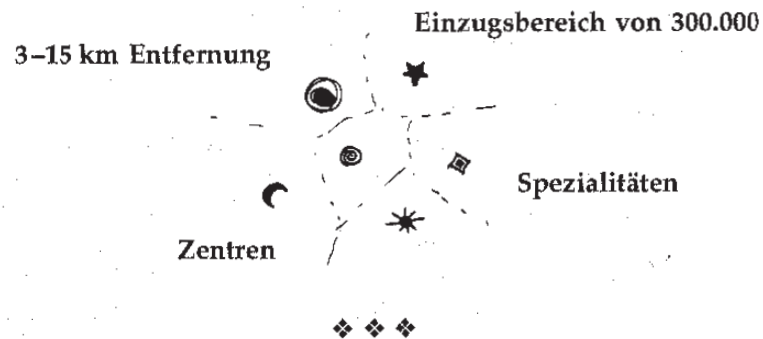 Einzugsbereich von 300.000
3–15 km Entfernung
Spezialitäten
Zentren